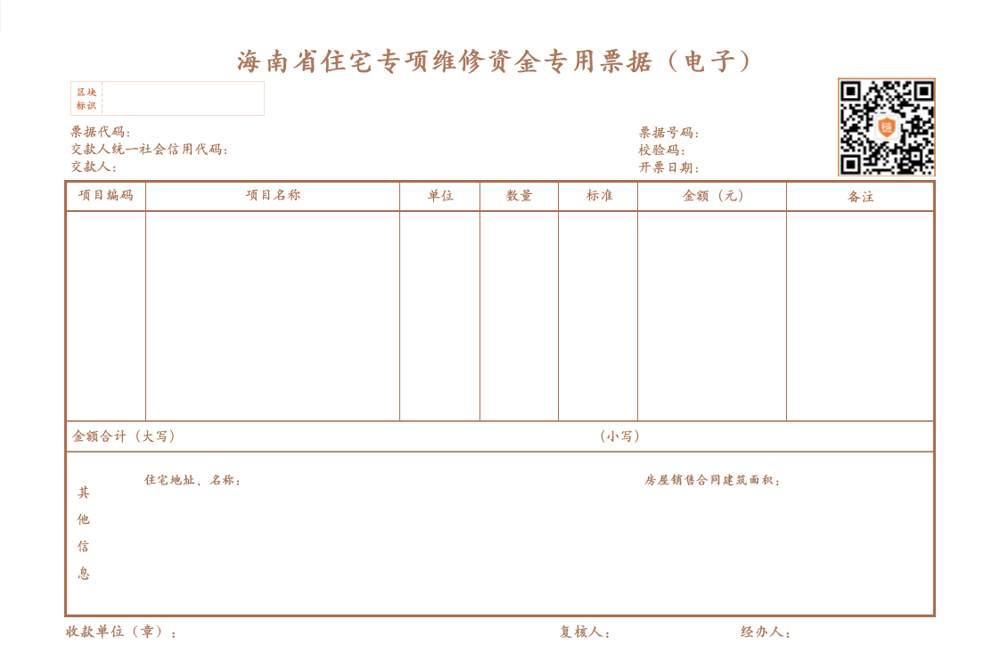 海南省住宅专项维修资金专用票据（电子）
区块
标识
链
票据代码：
票据号码：
交款人统一社会信用代码：
校验码：
交款人：
开票日期：
项目编码 项目名称 单位 数量 标准 金额（元） 备注
金额合计（大写） （小写）
住宅地址、名称： 房屋销售合同建筑面积：
其
他
信
息
收款单位（章）： 复核人： 经办人：